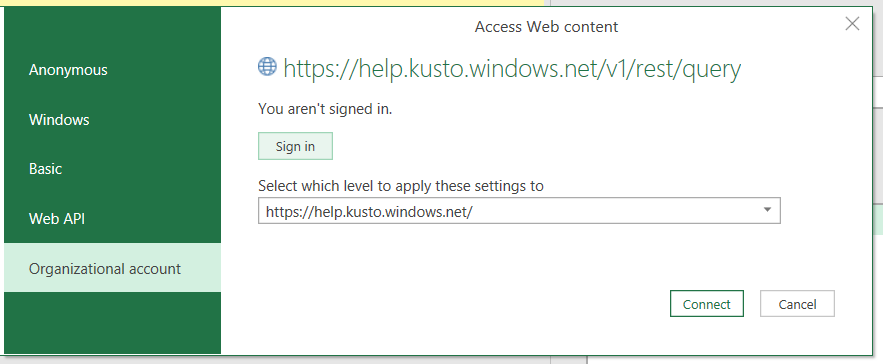 Access Web content
Anonymous
Windows
Basic
Web API
Organizational account
https://help.kusto.windows.net/v1/rest/query
You aren't signed in.
Sign in
Select which level to apply these settings to
https://help.kusto.windows.net/
Connect
Cancel